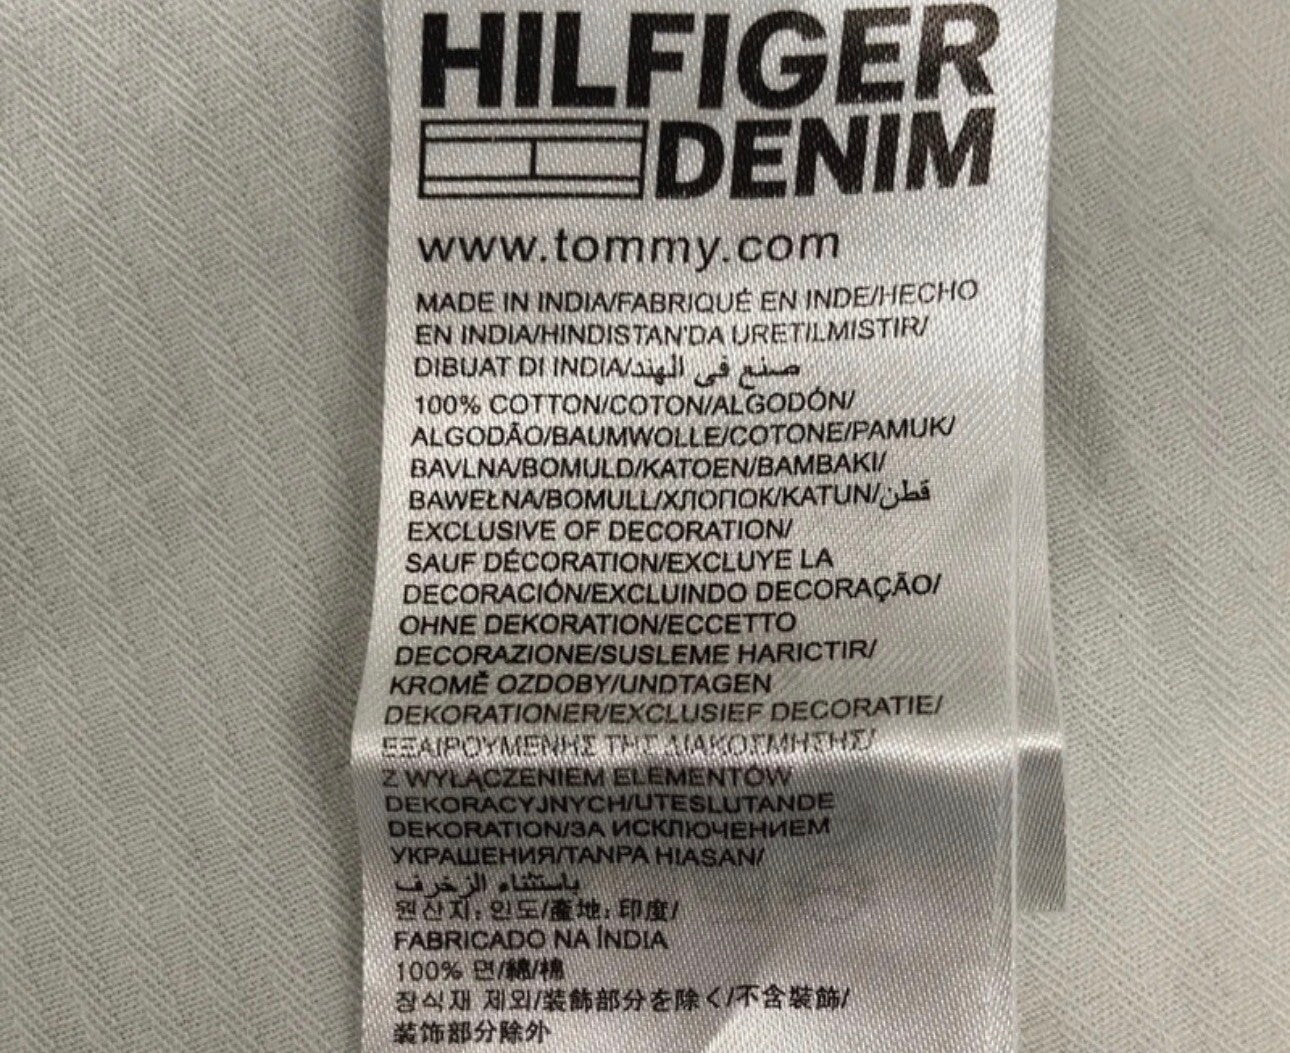 HILFIGER
DENIM
www.tommy.com
MADE IN INDIA/FABRIQUÉ EN INDE/HECHO
EN INDIA/HINDISTAN'DA URETILMISTIR/
DIBUAT DI INDIA/صنع في الهند
100% COTTON/COTON/ALGODÓN/
ALGODÃO/BAUMWOLLE/COTONE/PAMUK/
BAVLNA/BOMULD/KATOEN/BAMBAKI/
BAWEŁNA/BOMULL/ХЛОПОК/KATUN/قطن
EXCLUSIVE OF DECORATION/
SAUF DÉCORATION/EXCLUYE LA
DECORACIÓN/EXCLUINDO DECORAÇÃO/
OHNE DEKORATION/ECCETTO
DECORAZIONE/SUSLEME HARICTIR/
KROMĚ OZDOBY/UNDTAGEN
DEKORATIONER/EXCLUSIEF DECORATIE/
ΕΞΑΙΡΟΥΜΕΝΗΣ ΤΗΣ ΔΙΑΚΟΣΜΗΣΗΣ/
Z WYŁĄCZENIEM ELEMENTÓW
DEKORACYJNYCH/UTESLUTANDE
DEKORATION/ЗА ИСКЛЮЧЕНИЕМ
УКРАШЕНИЯ/TANPA HIASAN/
باستثناء الزخرف
원산지: 인도/產地: 印度/
FABRICADO NA ÍNDIA
100% 면/綿/棉
장식재 제외/装飾部分を除く/不含裝飾/
装饰部分除外